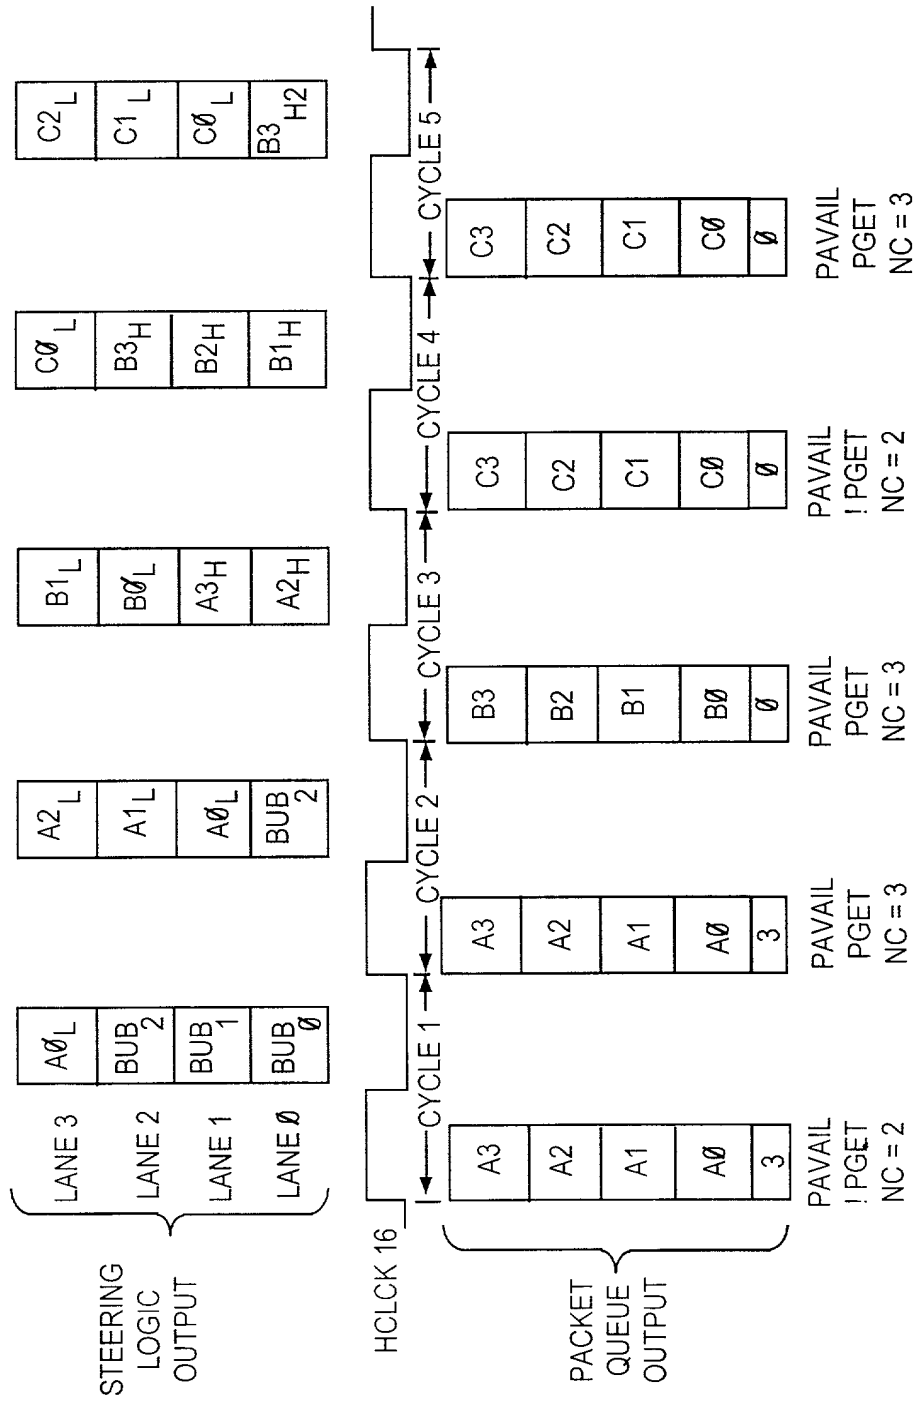 STEERING
LOGIC
OUTPUT
LANE 3 AØL A2L B1L CØL C2L
LANE 2 BUB2 A1L BØL B3H C1L
LANE 1 BUB1 AØL A3H B2H CØL
LANE Ø BUBØ BUB2 A2H B1H B3H2
HCLCK 16
CYCLE 1 CYCLE 2 CYCLE 3 CYCLE 4 CYCLE 5
PACKET
QUEUE
OUTPUT
A3 A3 B3 C3 C3
A2 A2 B2 C2 C2
A1 A1 B1 C1 C1
AØ AØ BØ CØ CØ
3 3 Ø Ø Ø
PAVAIL PAVAIL PAVAIL PAVAIL PAVAIL
! PGET PGET PGET ! PGET PGET
NC = 2 NC = 3 NC = 3 NC = 2 NC = 3